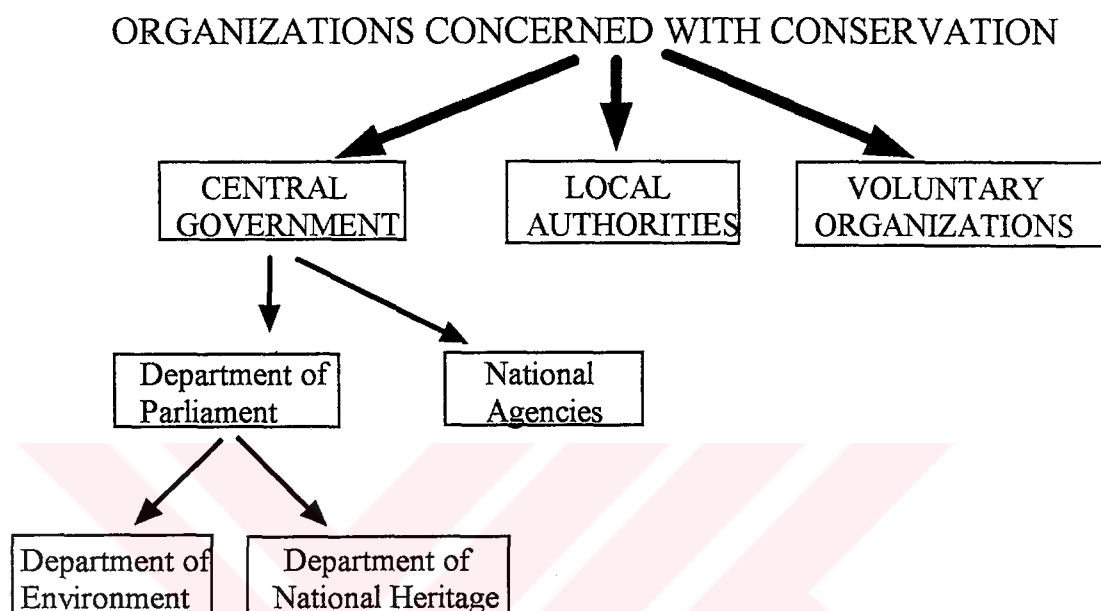 ORGANIZATIONS CONCERNED WITH CONSERVATION
CENTRAL
GOVERNMENT
LOCAL
AUTHORITIES
VOLUNTARY
ORGANIZATIONS
Department of
Parliament
National
Agencies
Department of
Environment
Department of
National Heritage